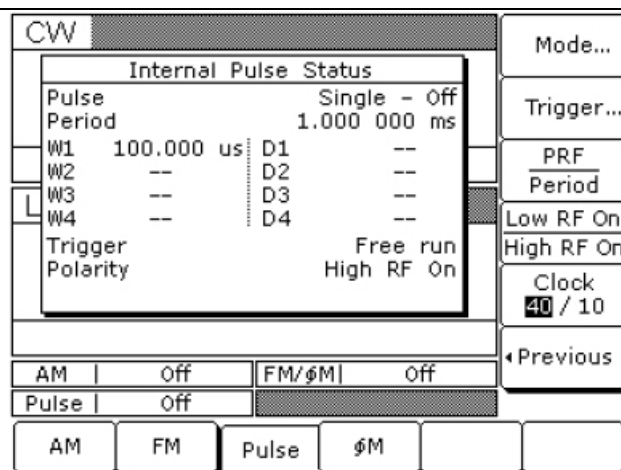 CW
Internal Pulse Status
Pulse Single - Off
Period 1.000 000 ms
W1 100.000 us D1 --
W2 -- D2 --
W3 -- D3 --
W4 -- D4 --
Trigger Free run
Polarity High RF On
L
AM | Off FM/ϕM| Off
Pulse | Off
AM FM Pulse ϕM
Mode...
Trigger...
PRF
Period
Low RF On
High RF On
Clock
40 / 10
Previous